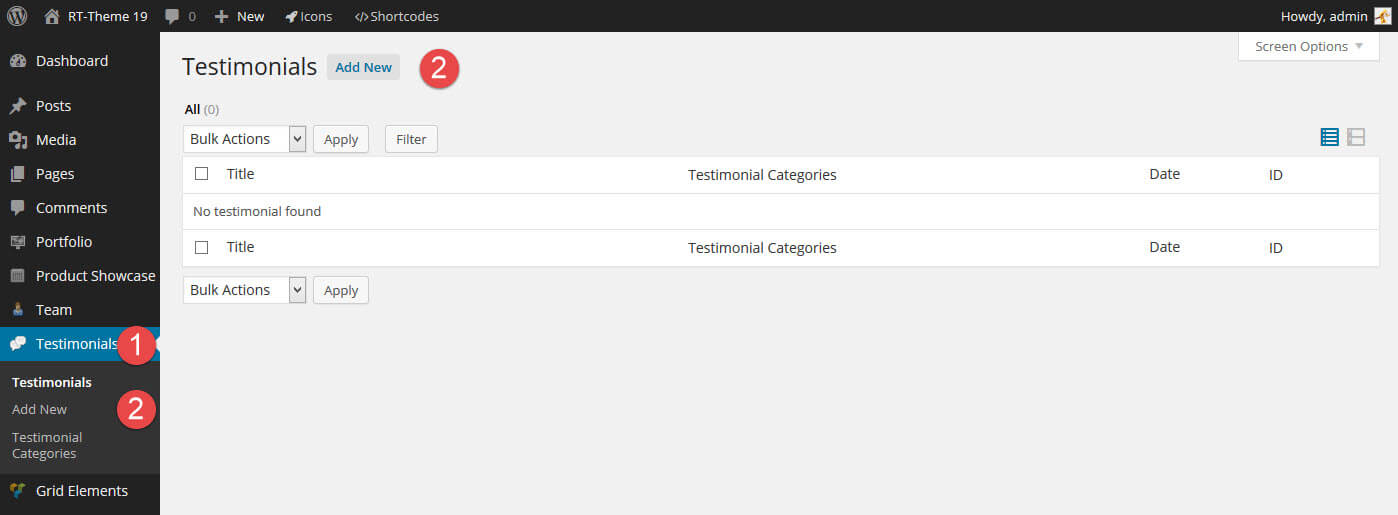 RT-Theme 19 0 New Icons </>Shortcodes Howdy, admin
Screen Options
Dashboard
Posts
Media
Pages
Comments
Portfolio
Product Showcase
Team
Testimonials 1
Testimonials
Add New 2
Testimonial
Categories
Grid Elements
Testimonials Add New 2
All (0)
Bulk Actions Apply Filter
Title Testimonial Categories Date ID
No testimonial found
Title Testimonial Categories Date ID
Bulk Actions Apply